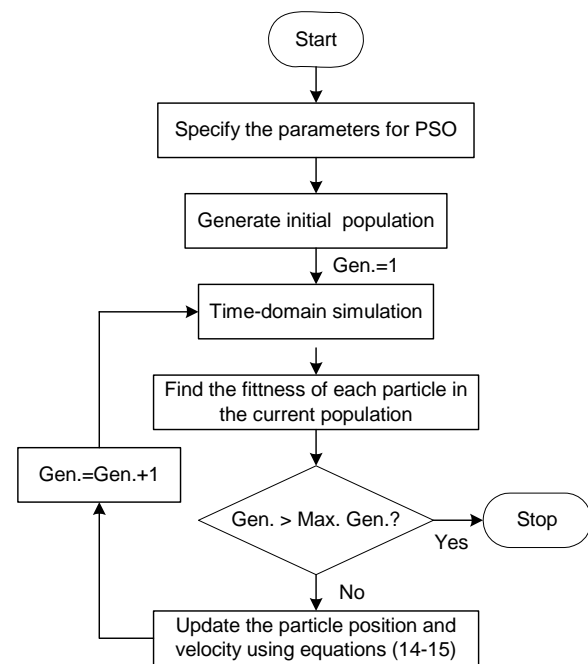 Start
Specify the parameters for PSO
Generate initial population
Gen.=1
Time-domain simulation
Find the fittness of each particle in
the current population
Gen.=Gen.+1
Gen. > Max. Gen.?
Stop
Yes
No
Update the particle position and
velocity using equations (14-15)